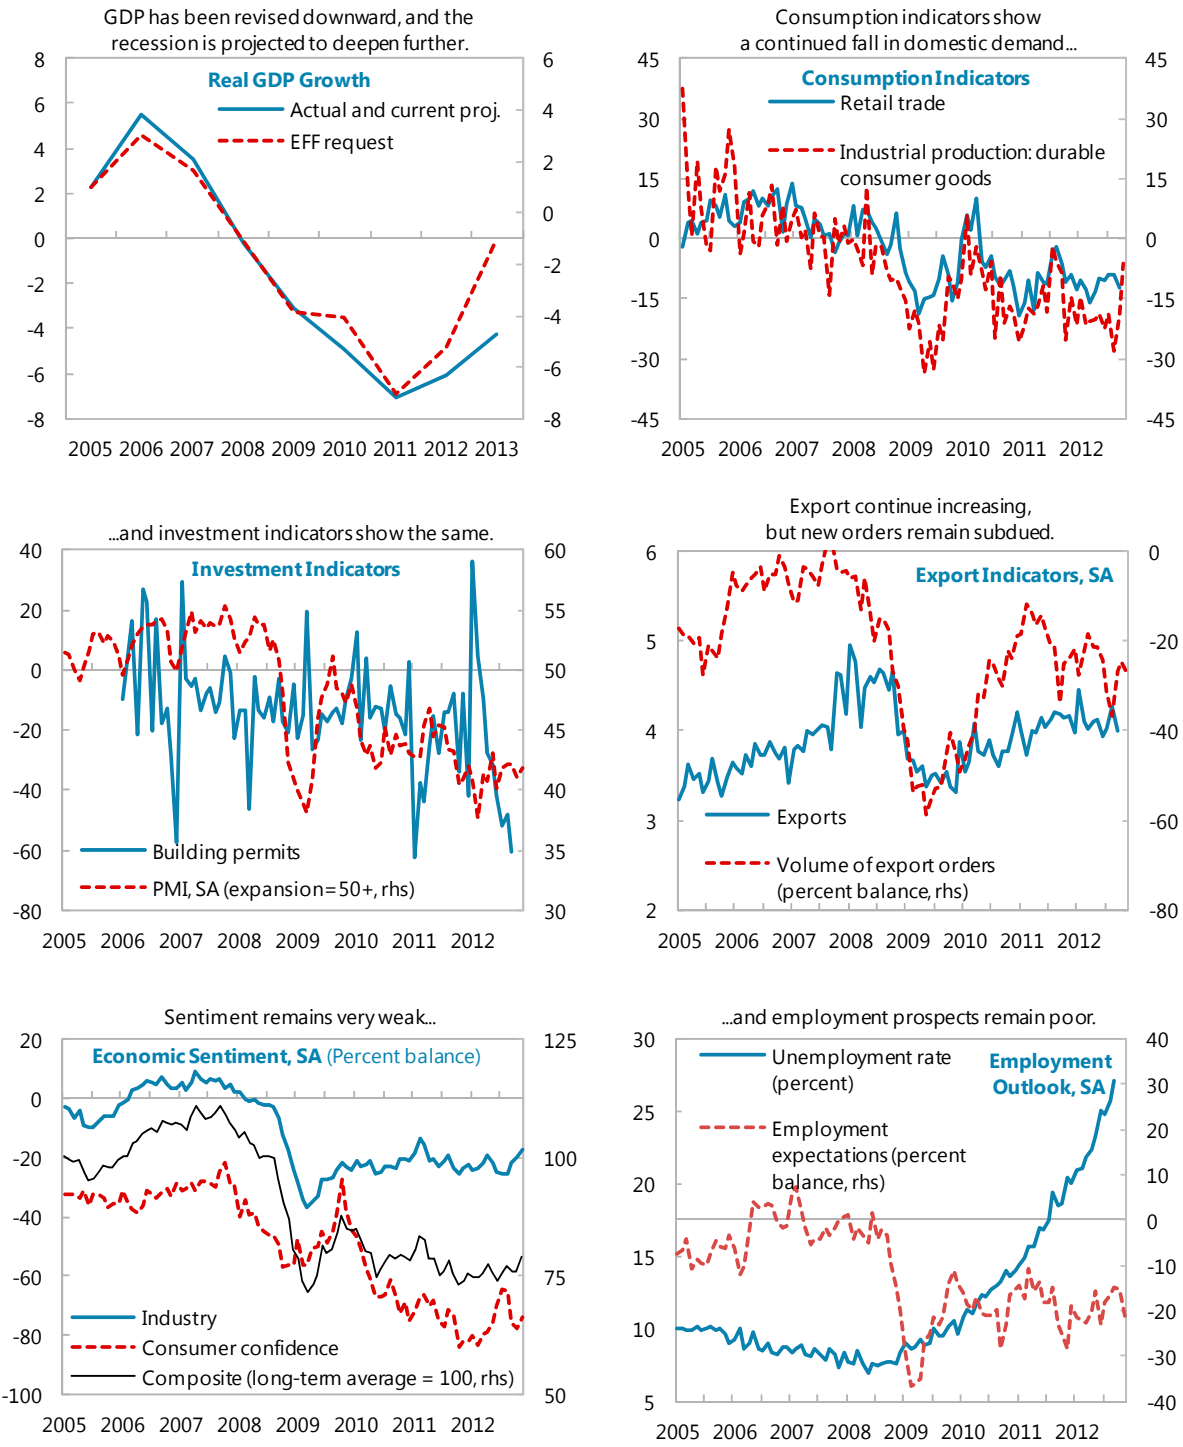 GDP has been revised downward, and the
recession is projected to deepen further.
Real GDP Growth
Actual and current proj.
EFF request
8
6
4
2
0
-2
-4
-6
-8
6
4
2
0
-2
-4
-6
-8
2005 2006 2007 2008 2009 2010 2011 2012 2013
Consumption indicators show
a continued fall in domestic demand...
Consumption Indicators
Retail trade
Industrial production: durable
consumer goods
45
30
15
0
-15
-30
-45
45
30
15
0
-15
-30
-45
2005 2006 2007 2008 2009 2010 2011 2012
...and investment indicators show the same.
Investment Indicators
Building permits
PMI, SA (expansion=50+, rhs)
40
20
0
-20
-40
-60
-80
60
55
50
45
40
35
30
2005 2006 2007 2008 2009 2010 2011 2012
Export continue increasing,
but new orders remain subdued.
Export Indicators, SA
Exports
Volume of export orders
(percent balance, rhs)
6
5
4
3
2
0
-20
-40
-60
-80
2005 2006 2007 2008 2009 2010 2011 2012
Sentiment remains very weak...
Economic Sentiment, SA (Percent balance)
Industry
Consumer confidence
Composite (long-term average = 100, rhs)
20
0
-20
-40
-60
-80
-100
125
100
75
50
2005 2006 2007 2008 2009 2010 2011 2012
...and employment prospects remain poor.
Employment
Outlook, SA
Unemployment rate
(percent)
Employment
expectations (percent
balance, rhs)
30
25
20
15
10
5
40
30
20
10
0
-10
-20
-30
-40
2005 2006 2007 2008 2009 2010 2011 2012